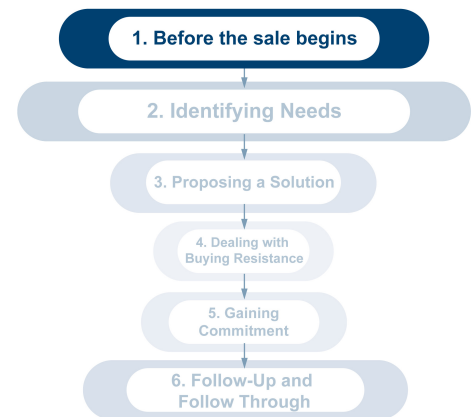 1. Before the sale begins
2. Identifying Needs
3. Proposing a Solution
4. Dealing with
Buying Resistance
5. Gaining
Commitment
6. Follow-Up and
Follow Through